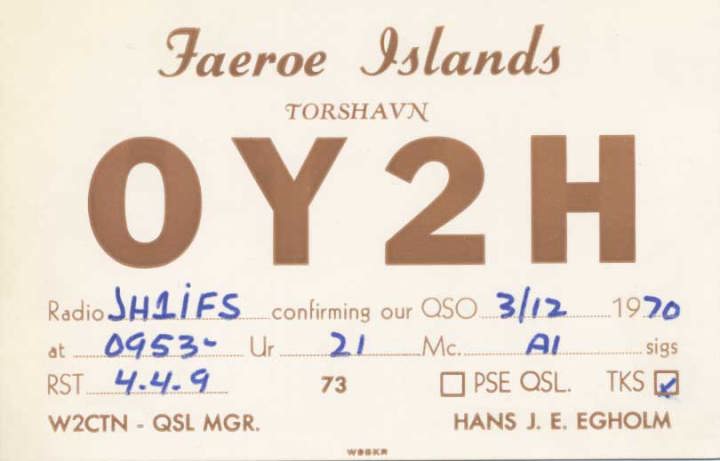 Faeroe Islands
TORSHAVN
OY2H
Radio JH1iFS confirming our QSO 3/12 1970
at 0953- Ur 21 Mc. A1 sigs
RST 4.4.9 73 PSE QSL. TKS
W2CTN - QSL MGR. HANS J. E. EGHOLM